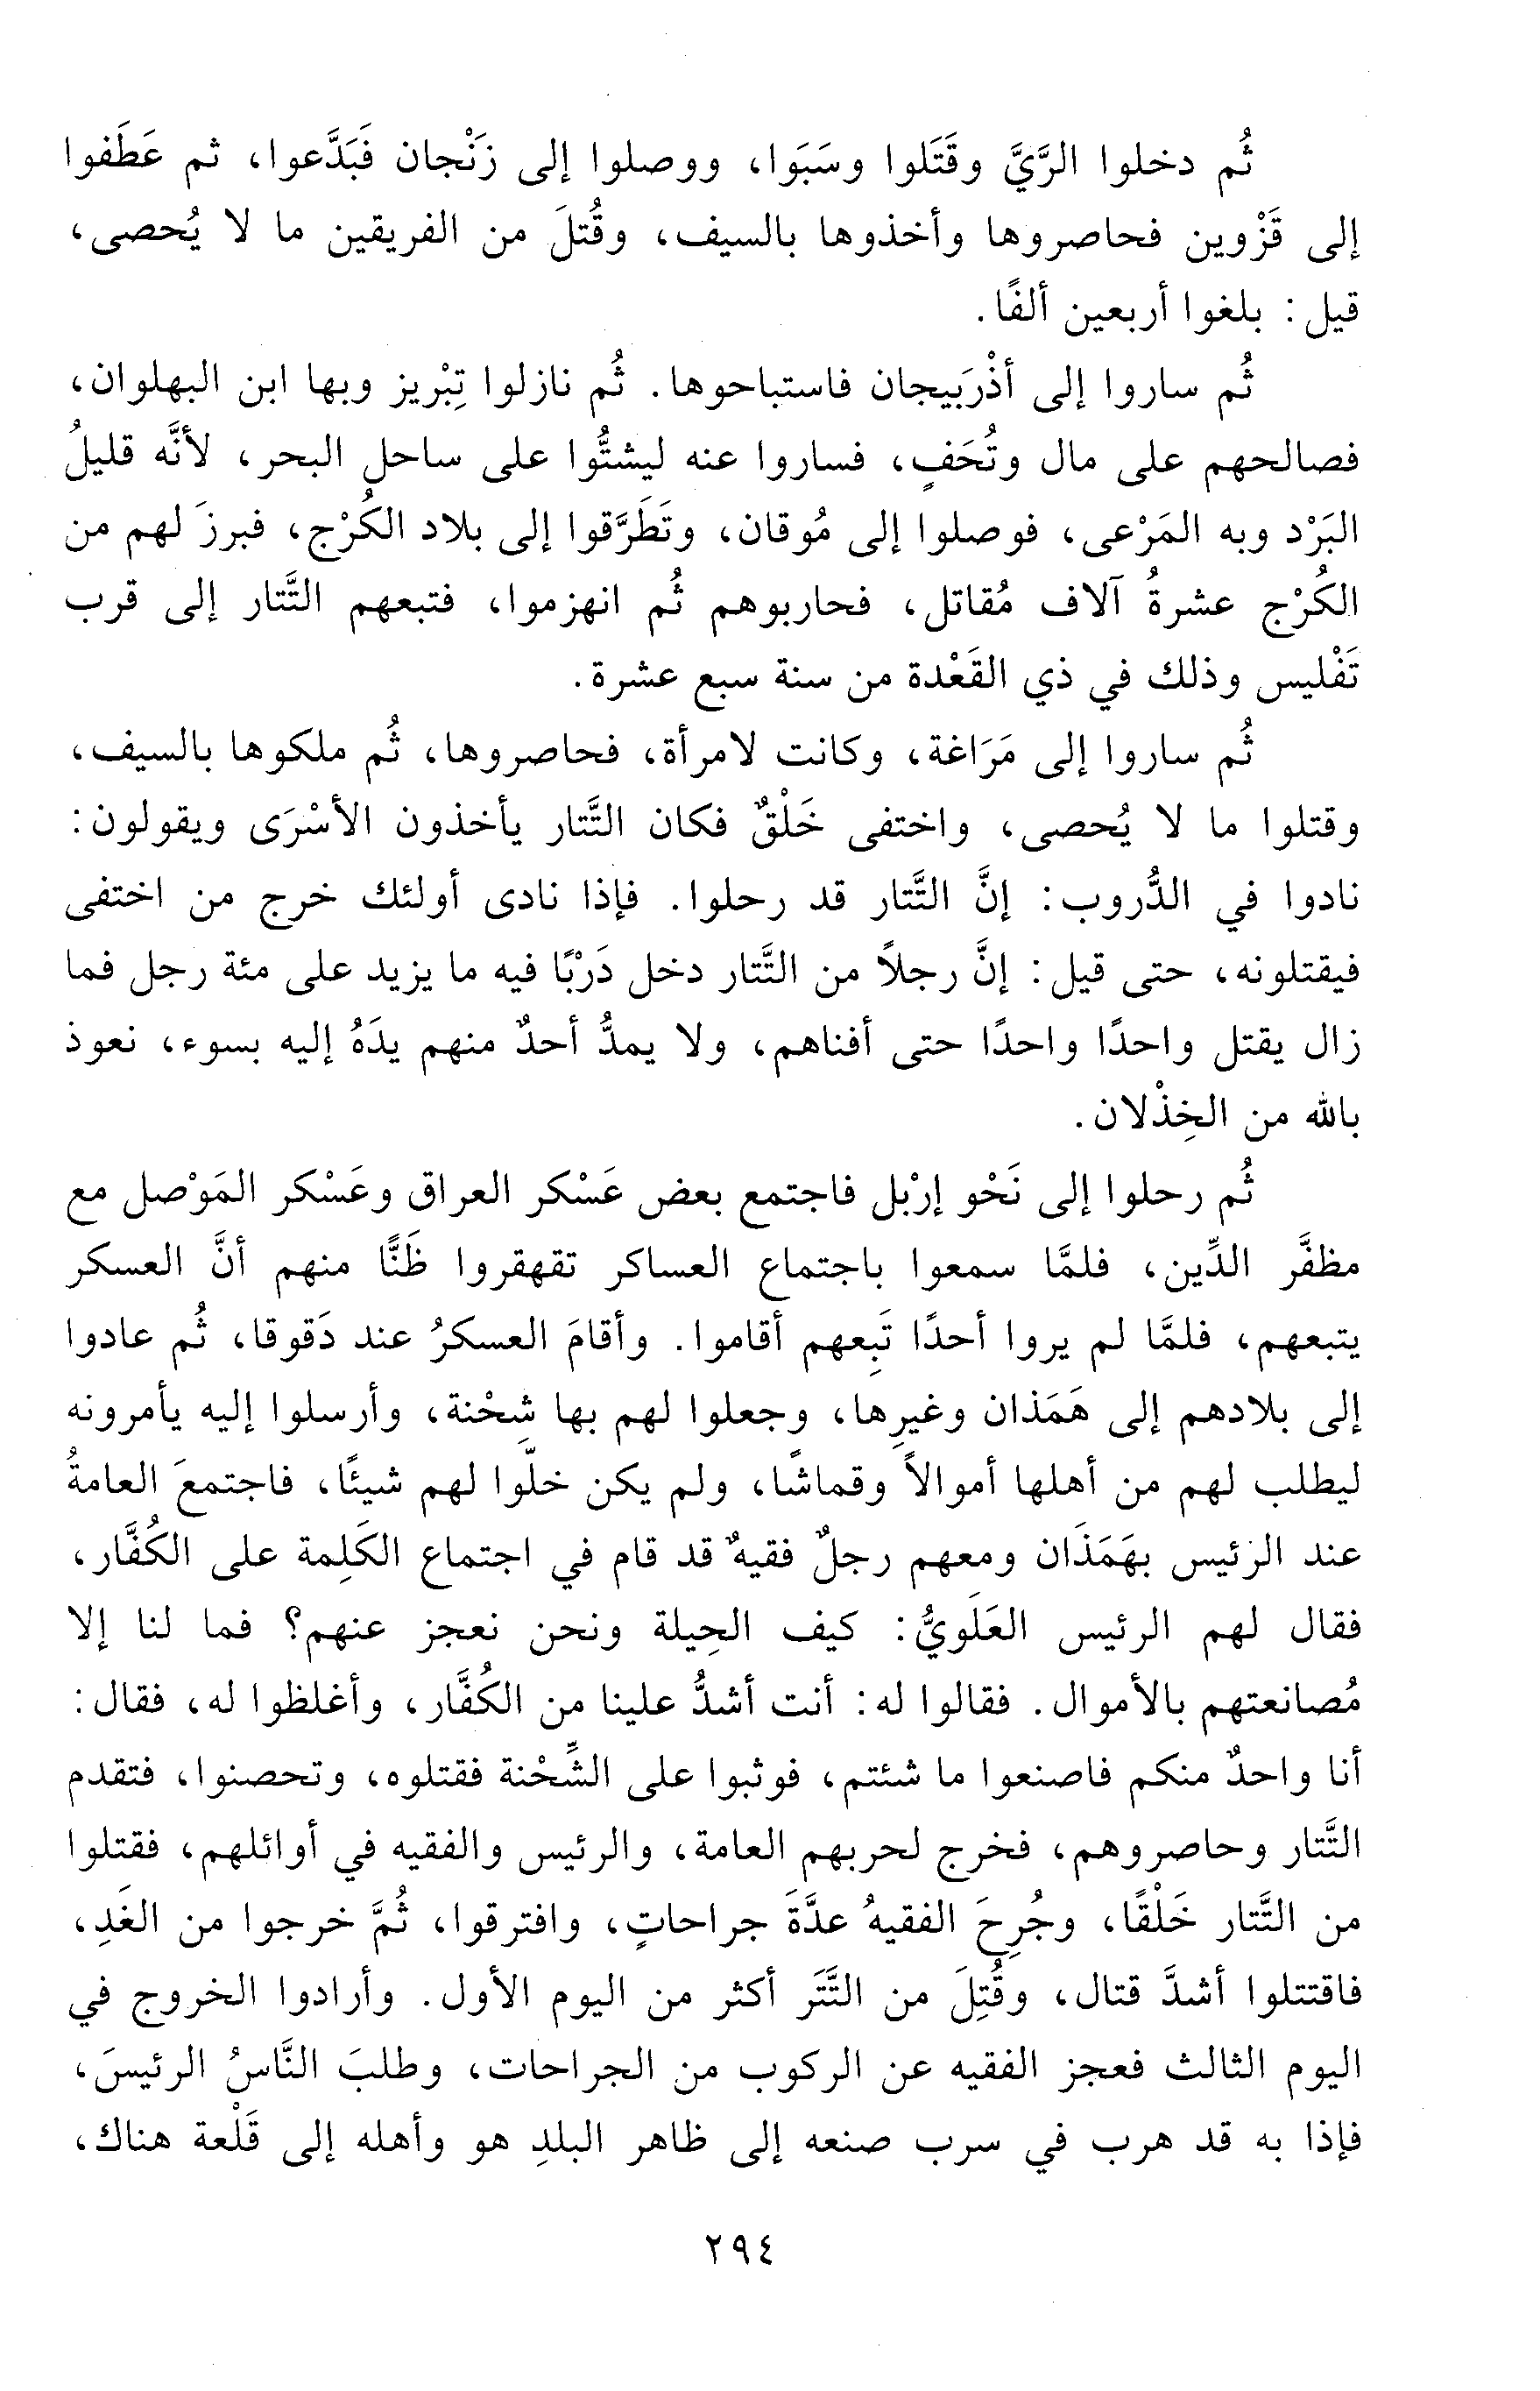 ثُم دخلوا الرَّيَّ وقَتَلوا وسَبَوَا، ووصلوا إلى زَنْجان فَبَدَّعوا، ثم عَطَفوا
إلى قَزْوين فحاصروها وأخذوها بالسيف، وقُتلَ من الفريقين ما لا يُحصى،
قيل: بلغوا أربعين ألفًا.
ثُم ساروا إلى أذْرَبيجان فاستباحوها. ثُم نازلوا تِبْريز وبها ابن البهلوان،
فصالحهم على مال وتُحَفٍ، فساروا عنه ليشتُّوا على ساحل البحر، لأنَّه قليلُ
البَرْد وبه المَرْعى، فوصلوا إلى مُوقان، وتَطَرَّقوا إلى بلاد الكُرْج، فبرزَ لهم من
الكُرْج عشرةُ آلاف مُقاتل، فحاربوهم ثُم انهزموا، فتبعهم التَّتار إلى قرب
تَفْليس وذلك في ذي القَعْدة من سنة سبع عشرة.
ثُم ساروا إلى مَرَاغة، وكانت لامرأة، فحاصروها، ثُم ملكوها بالسيف،
وقتلوا ما لا يُحصى، واختفى خَلْقٌ فكان التَّتار يأخذون الأسْرَى ويقولون:
نادوا في الدُّروب: إنَّ التَّتار قد رحلوا. فإذا نادى أولئك خرج من اختفى
فيقتلونه، حتى قيل: إنَّ رجلاً من التَّتار دخل دَرْبًا فيه ما يزيد على مئة رجل فما
زال يقتل واحدًا واحدًا حتى أفناهم، ولا يمدُّ أحدٌ منهم يدَهُ إليه بسوء، نعوذ
بالله من الخِذْلان.
ثُم رحلوا إلى نَحْو إرْبل فاجتمع بعض عَسْكر العراق وعَسْكر المَوْصل مع
مظفَّر الدِّين، فلمَّا سمعوا باجتماع العساكر تقهقروا ظَنًّا منهم أنَّ العسكر
يتبعهم، فلمَّا لم يروا أحدًا تَبِعهم أقاموا. وأقامَ العسكرُ عند دَقوقا، ثُم عادوا
إلى بلادهم إلى هَمَذان وغيرِها، وجعلوا لهم بها شِحْنة، وأرسلوا إليه يأمرونه
ليطلب لهم من أهلها أموالاً وقماشًا، ولم يكن خلَّوا لهم شيئًا، فاجتمعَ العامةُ
عند الرئيس بهَمَذَان ومعهم رجلٌ فقيهٌ قد قام في اجتماع الكَلِمة على الكُفَّار،
فقال لهم الرئيس العَلَويُّ: كيف الحِيلة ونحن نعجز عنهم؟ فما لنا إلا
مُصانعتهم بالأموال. فقالوا له: أنت أشدُّ علينا من الكُفَّار، وأغلظوا له، فقال:
أنا واحدٌ منكم فاصنعوا ما شئتم، فوثبوا على الشِّحْنة فقتلوه، وتحصنوا، فتقدم
التَّتار وحاصروهم، فخرج لحربهم العامة، والرئيس والفقيه في أوائلهم، فقتلوا
من التَّتار خَلْقًا، وجُرِحَ الفقيهُ عدَّةَ جراحاتٍ، وافترقوا، ثُمَّ خرجوا من الغَدِ،
فاقتتلوا أشدَّ قتال، وقُتِلَ من التَّتَر أكثر من اليوم الأول. وأرادوا الخروج في
اليوم الثالث فعجز الفقيه عن الركوب من الجراحات، وطلبَ النَّاسُ الرئيسَ،
فإذا به قد هرب في سرب صنعه إلى ظاهر البلدِ هو وأهله إلى قَلْعة هناك،
٢٩٤